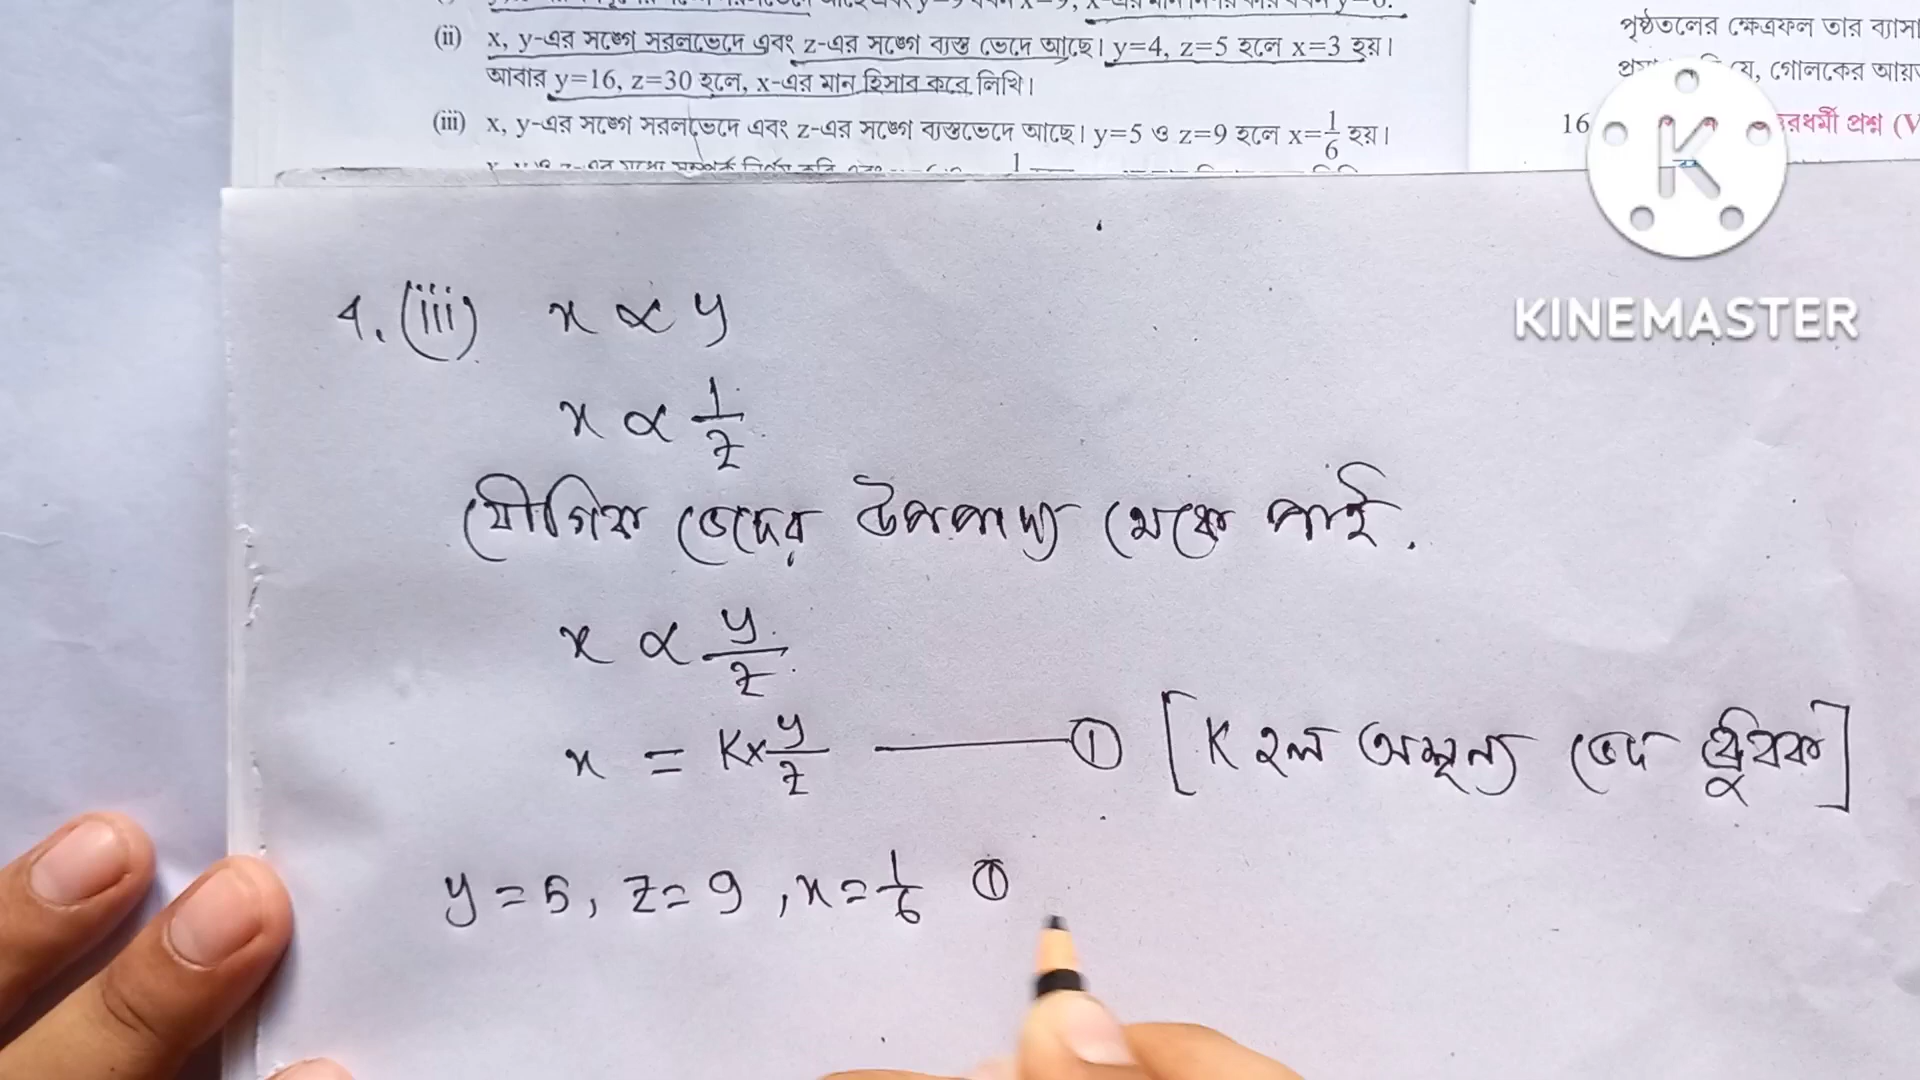 (ii) x, y-এর সঙ্গে সরলভেদে এবং z-এর সঙ্গে ব্যস্ত ভেদে আছে। y=4, z=5 হলে x=3 হয়।
আবার y=16, z=30 হলে, x-এর মান হিসাব করে লিখি।
(iii) x, y-এর সঙ্গে সরলভেদে এবং z-এর সঙ্গে ব্যস্তভেদে আছে। y=5 ও z=9 হলে x=1/6 হয়।
পৃষ্ঠতলের ক্ষেত্রফল তার
গোলকের
16
KINEMASTER
4. (iii) x ∝ y
x ∝ 1/z
যৌগিক ভেদের উপপাদ্য থেকে পাই.
x ∝ y/z
x = K×y/z ——— ① [K হল অশূন্য ভেদ ধ্রুবক]
y = 5, z = 9, x = 1/6 ①